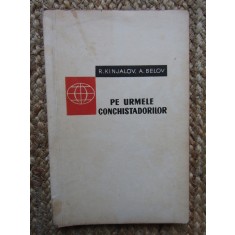 R. KINJALOV, A. BELOV
PE URMELE
CONCHISTADORILOR